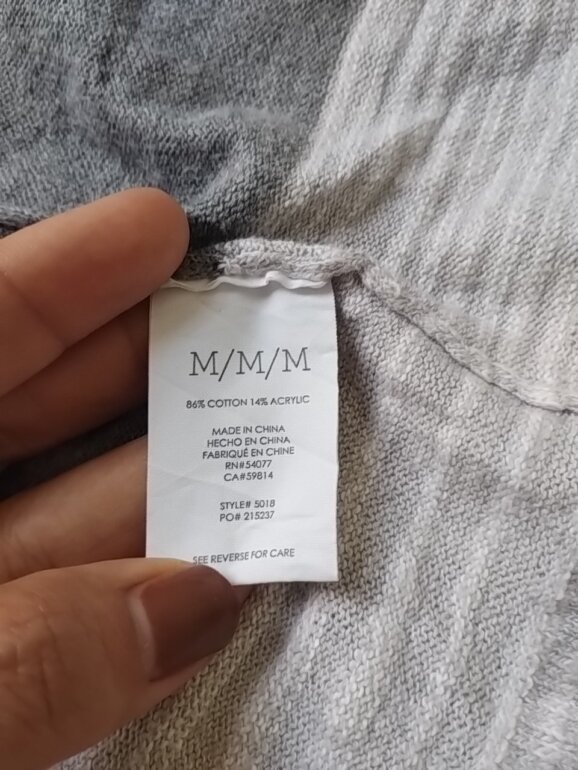 M/M/M
86% COTTON 14% ACRYLIC
MADE IN CHINA
HECHO EN CHINA
FABRIQUÉ EN CHINE
RN#54077
CA#59814
STYLE# 5018
PO# 215237
SEE REVERSE FOR CARE